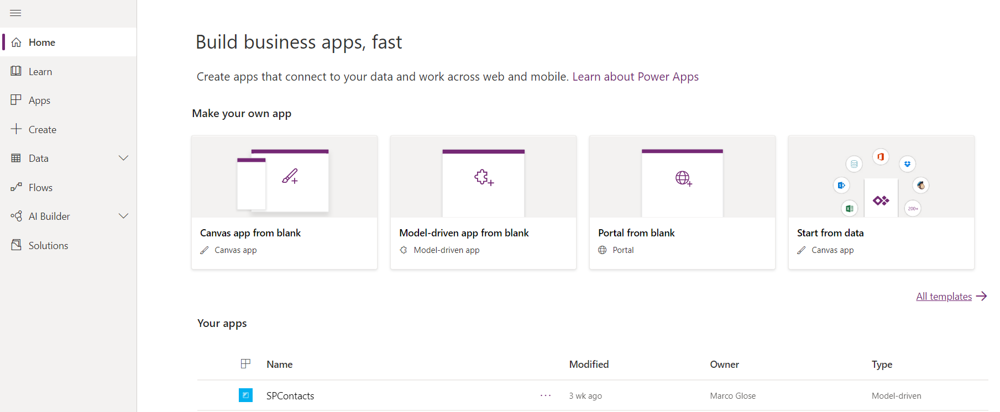 Home
Learn
Apps
Create
Data
Flows
AI Builder
Solutions
Build business apps, fast
Create apps that connect to your data and work across web and mobile. Learn about Power Apps
Make your own app
200+
Canvas app from blank
Canvas app
Model-driven app from blank
Model-driven app
Portal from blank
Portal
Start from data
Canvas app
All templates
Your apps
Name Modified Owner Type
SPContacts ... 3 wk ago Marco Glose Model-driven